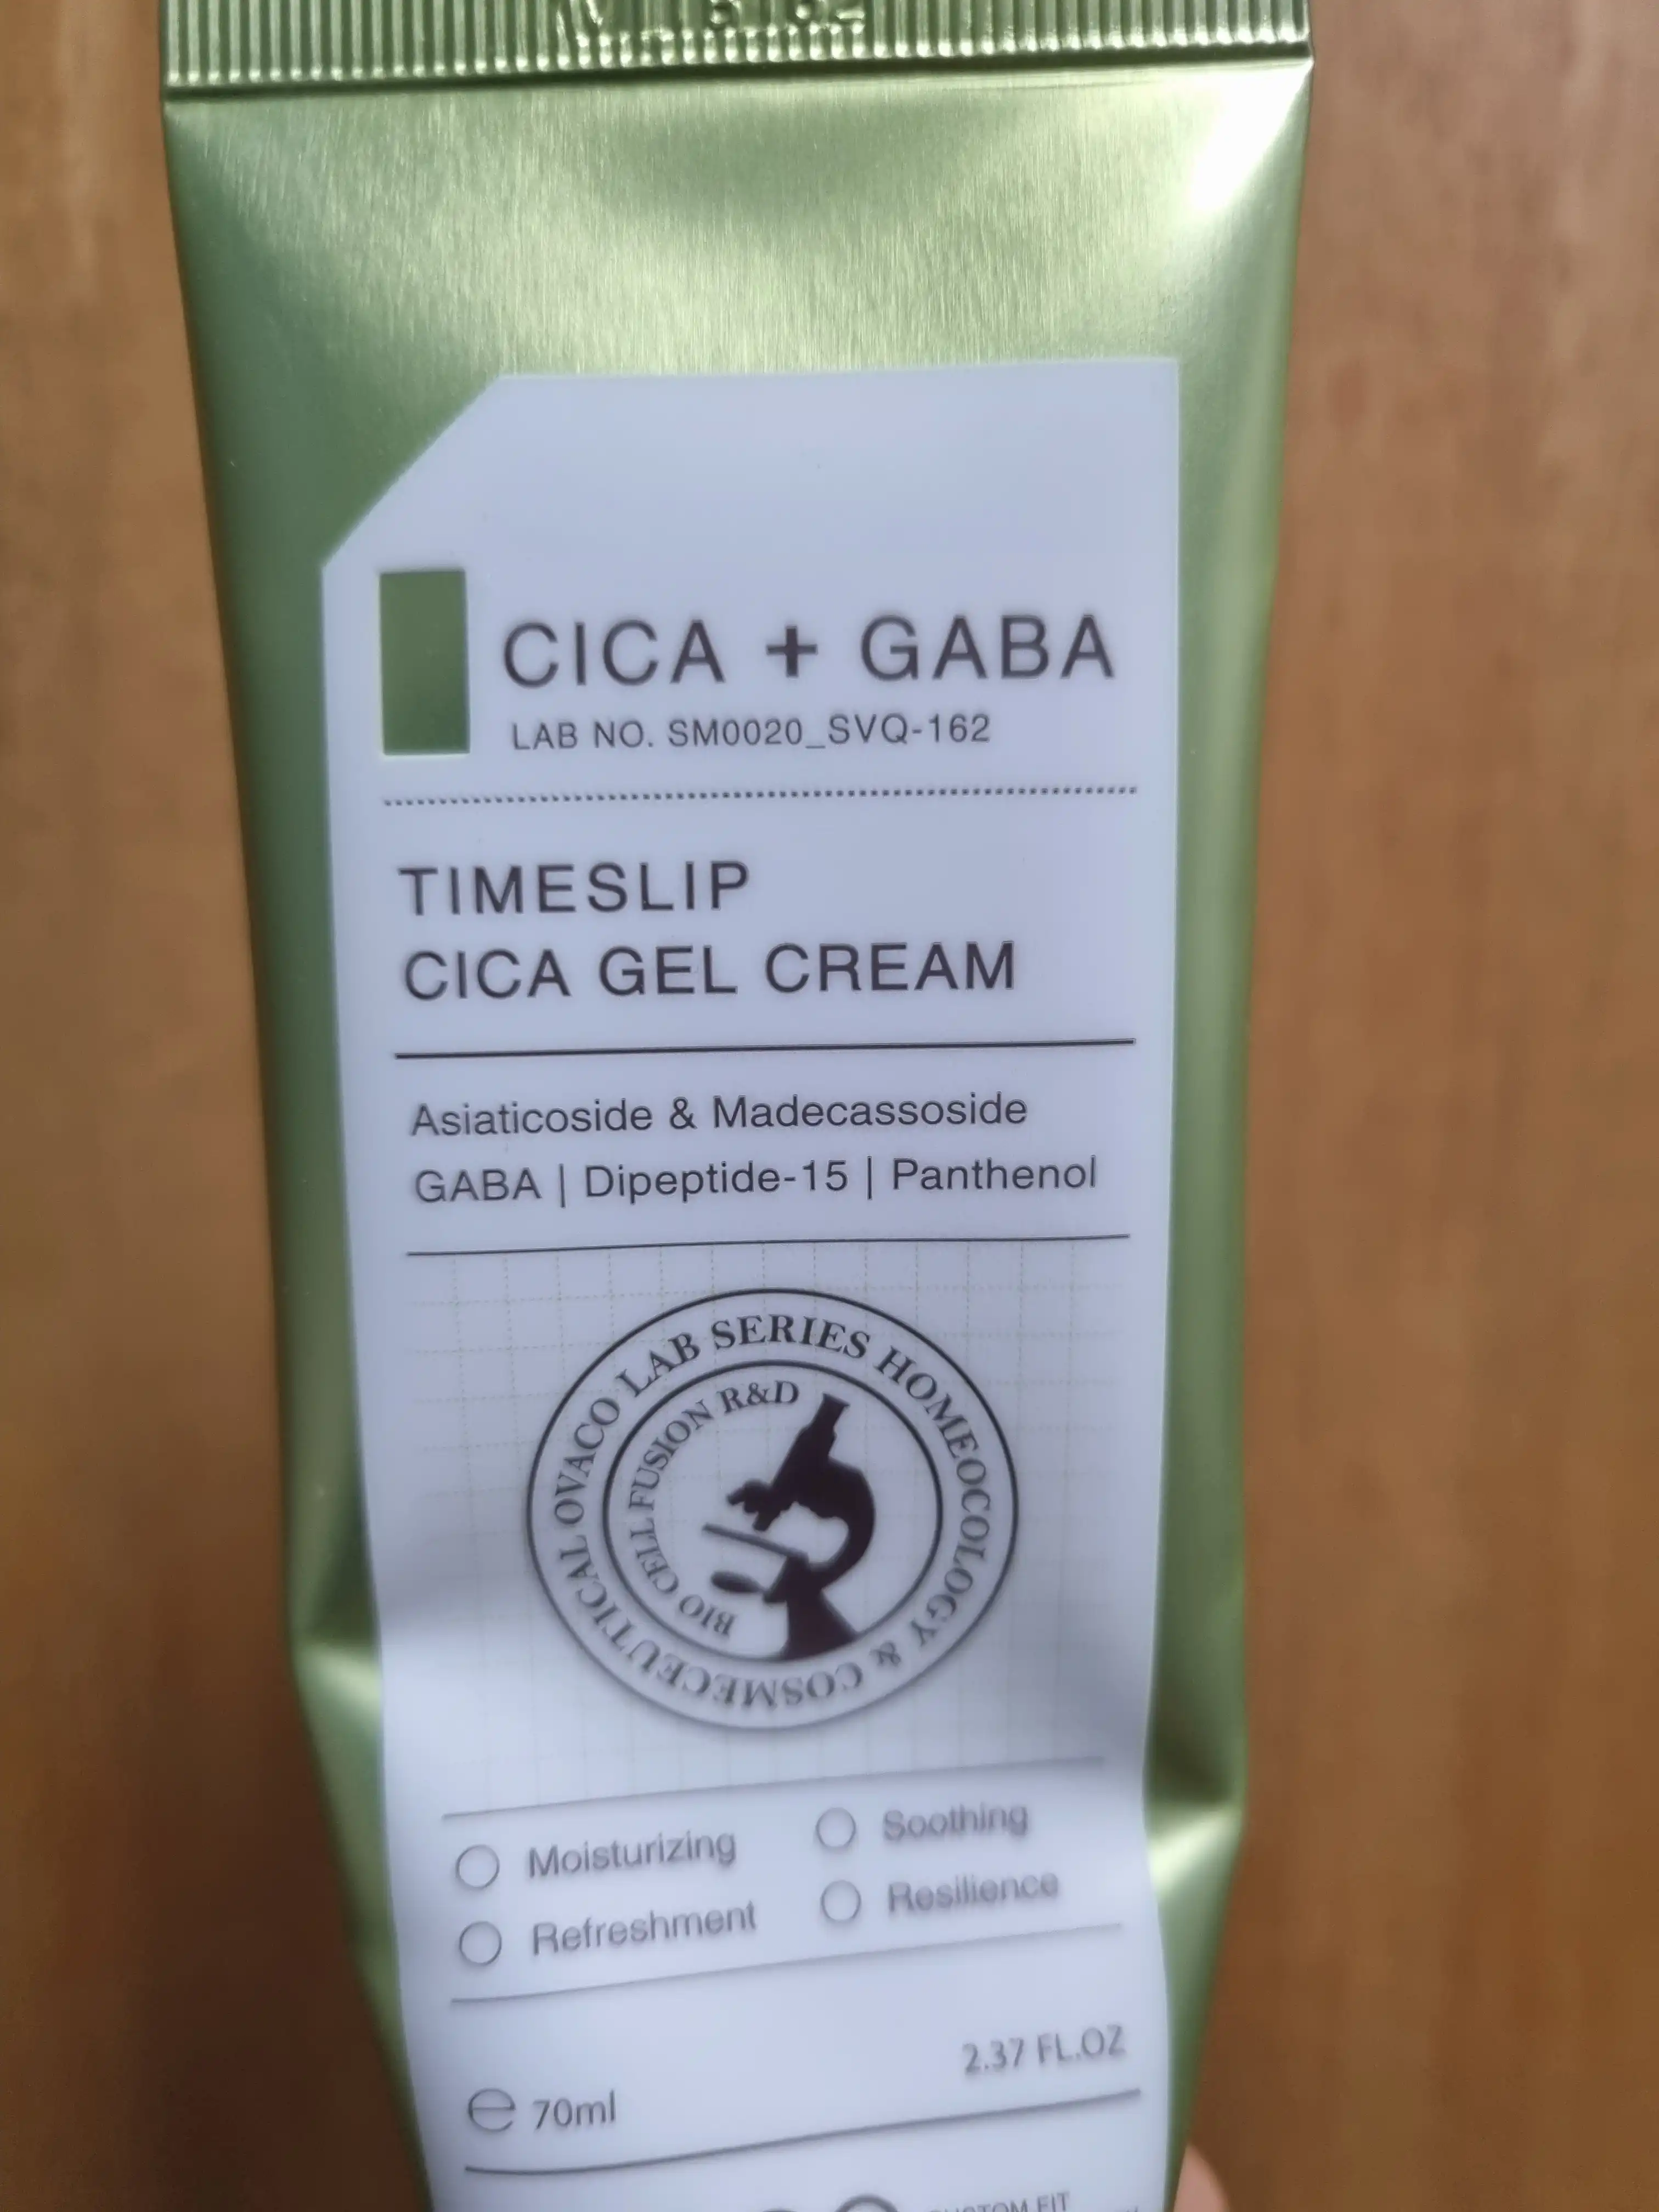 CICA + GABA
LAB NO. SM0020_SVQ-162
TIMESLIP
CICA GEL CREAM
Asiaticoside & Madecassoside
GABA | Dipeptide-15 | Panthenol
OVACO LAB SERIES HOMEOCOLOGY & COSMECEUTICAL
BIO CELL FUSION R&D
Moisturizing
Soothing
Refreshment
Resilience
2.37 FL.OZ
℮ 70ml
FIT